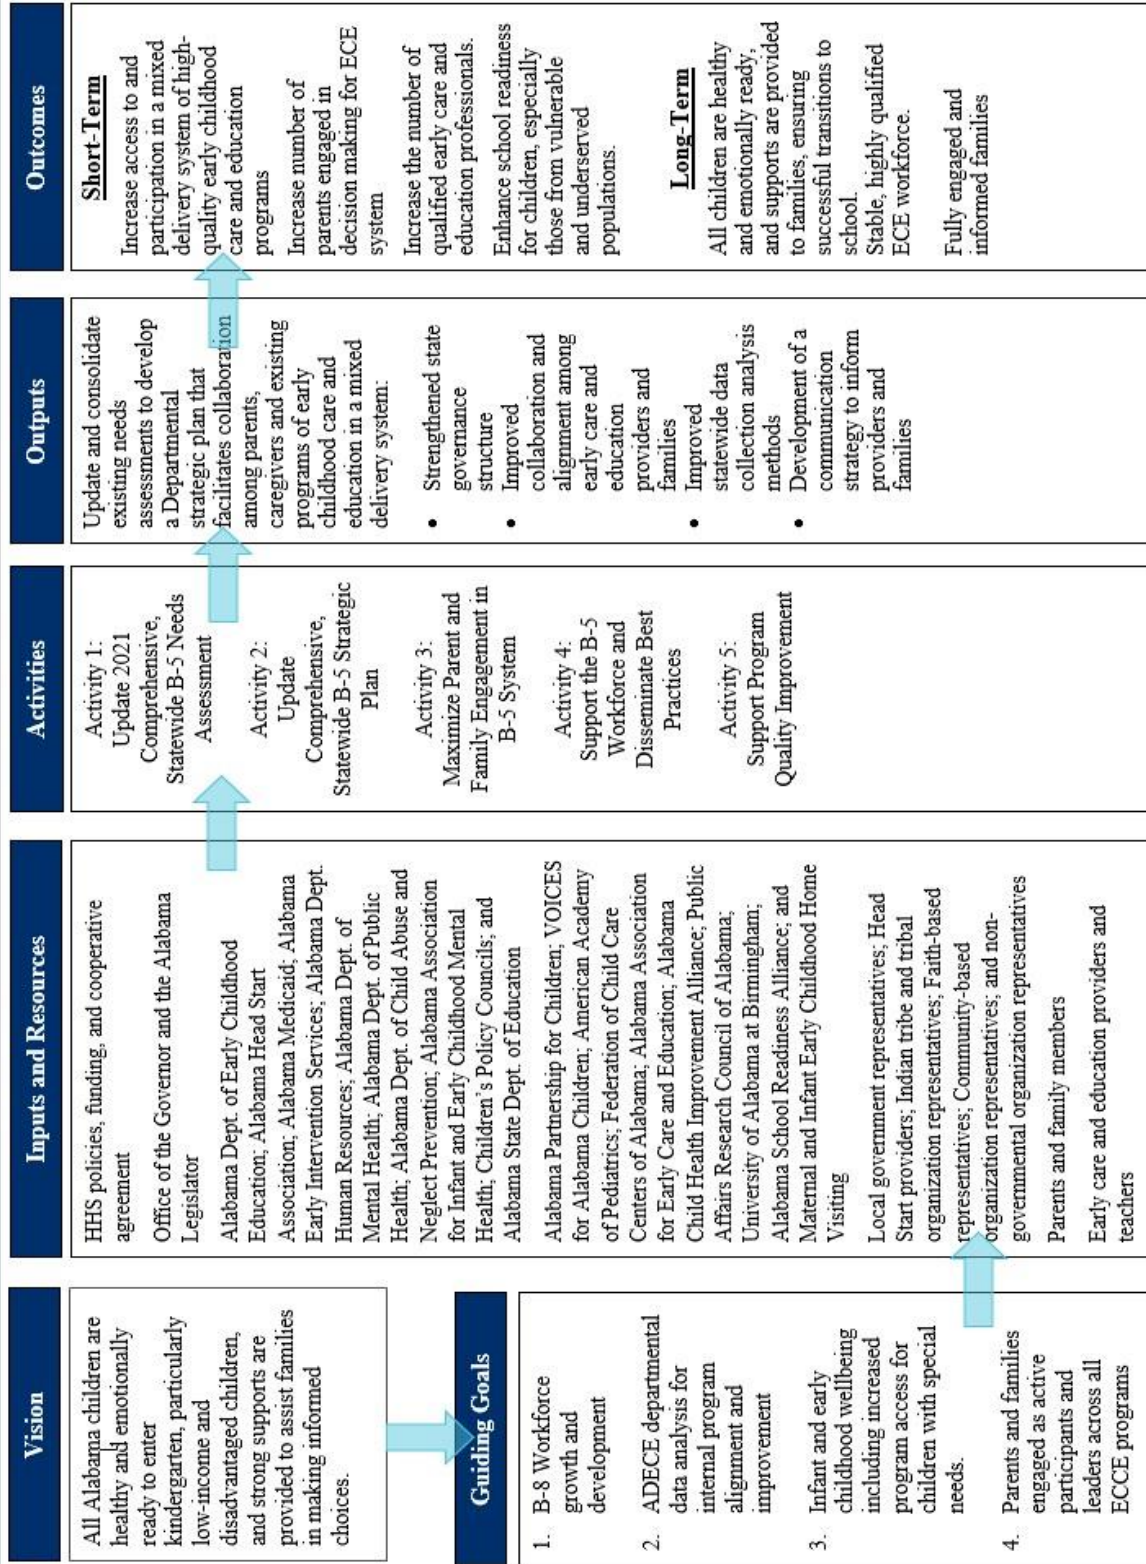 Vision
All Alabama children are
healthy and emotionally
ready to enter
kindergarten, particularly
low-income and
disadvantaged children,
and strong supports are
provided to assist families
in making informed
choices.
Guiding Goals
1. B-8 Workforce
growth and
development
2. ADECE departmental
data analysis for
internal program
alignment and
improvement
3. Infant and early
childhood wellbeing
including increased
program access for
children with special
needs.
4. Parents and families
engaged as active
participants and
leaders across all
ECCE programs
Inputs and Resources
HHS policies, funding, and cooperative
agreement
Office of the Governor and the Alabama
Legislator
Alabama Dept. of Early Childhood
Education; Alabama Head Start
Association; Alabama Medicaid; Alabama
Early Intervention Services; Alabama Dept.
Human Resources; Alabama Dept. of
Mental Health; Alabama Dept. of Public
Health; Alabama Dept. of Child Abuse and
Neglect Prevention; Alabama Association
for Infant and Early Childhood Mental
Health; Children's Policy Councils; and
Alabama State Dept. of Education
Alabama Partnership for Children; VOICES
for Alabama Children; American Academy
of Pediatrics; Federation of Child Care
Centers of Alabama; Alabama Association
for Early Care and Education; Alabama
Child Health Improvement Alliance; Public
Affairs Research Council of Alabama;
University of Alabama at Birmingham;
Alabama School Readiness Alliance; and
Maternal and Infant Early Childhood Home
Visiting
Local government representatives; Head
Start providers; Indian tribe and tribal
organization representatives; Faith-based
representatives; Community-based
organization representatives; and non-
governmental organization representatives
Parents and family members
Early care and education providers and
teachers
Activities
Activity 1:
Update 2021
Comprehensive,
Statewide B-5 Needs
Assessment
Activity 2:
Update
Comprehensive,
Statewide B-5 Strategic
Plan
Activity 3:
Maximize Parent and
Family Engagement in
B-5 System
Activity 4:
Support the B-5
Workforce and
Disseminate Best
Practices
Activity 5:
Support Program
Quality Improvement
Outputs
Update and consolidate
existing needs
assessments to develop
a Departmental
strategic plan that
facilitates collaboration
among parents,
caregivers and existing
programs of early
childhood care and
education in a mixed
delivery system:
• Strengthened state
governance
structure
• Improved
collaboration and
alignment among
early care and
education
providers and
families
• Improved
statewide data
collection analysis
methods
• Development of a
communication
strategy to inform
providers and
families
Outcomes
Short-Term
Increase access to and
participation in a mixed
delivery system of high-
quality early childhood
care and education
programs
Increase number of
parents engaged in
decision making for ECE
system
Increase the number of
qualified early care and
education professionals.
Enhance school readiness
for children, especially
those from vulnerable
and underserved
populations.
Long-Term
All children are healthy
and emotionally ready,
and supports are provided
to families, ensuring
successful transitions to
school.
Stable, highly qualified
ECE workforce.
Fully engaged and
informed families